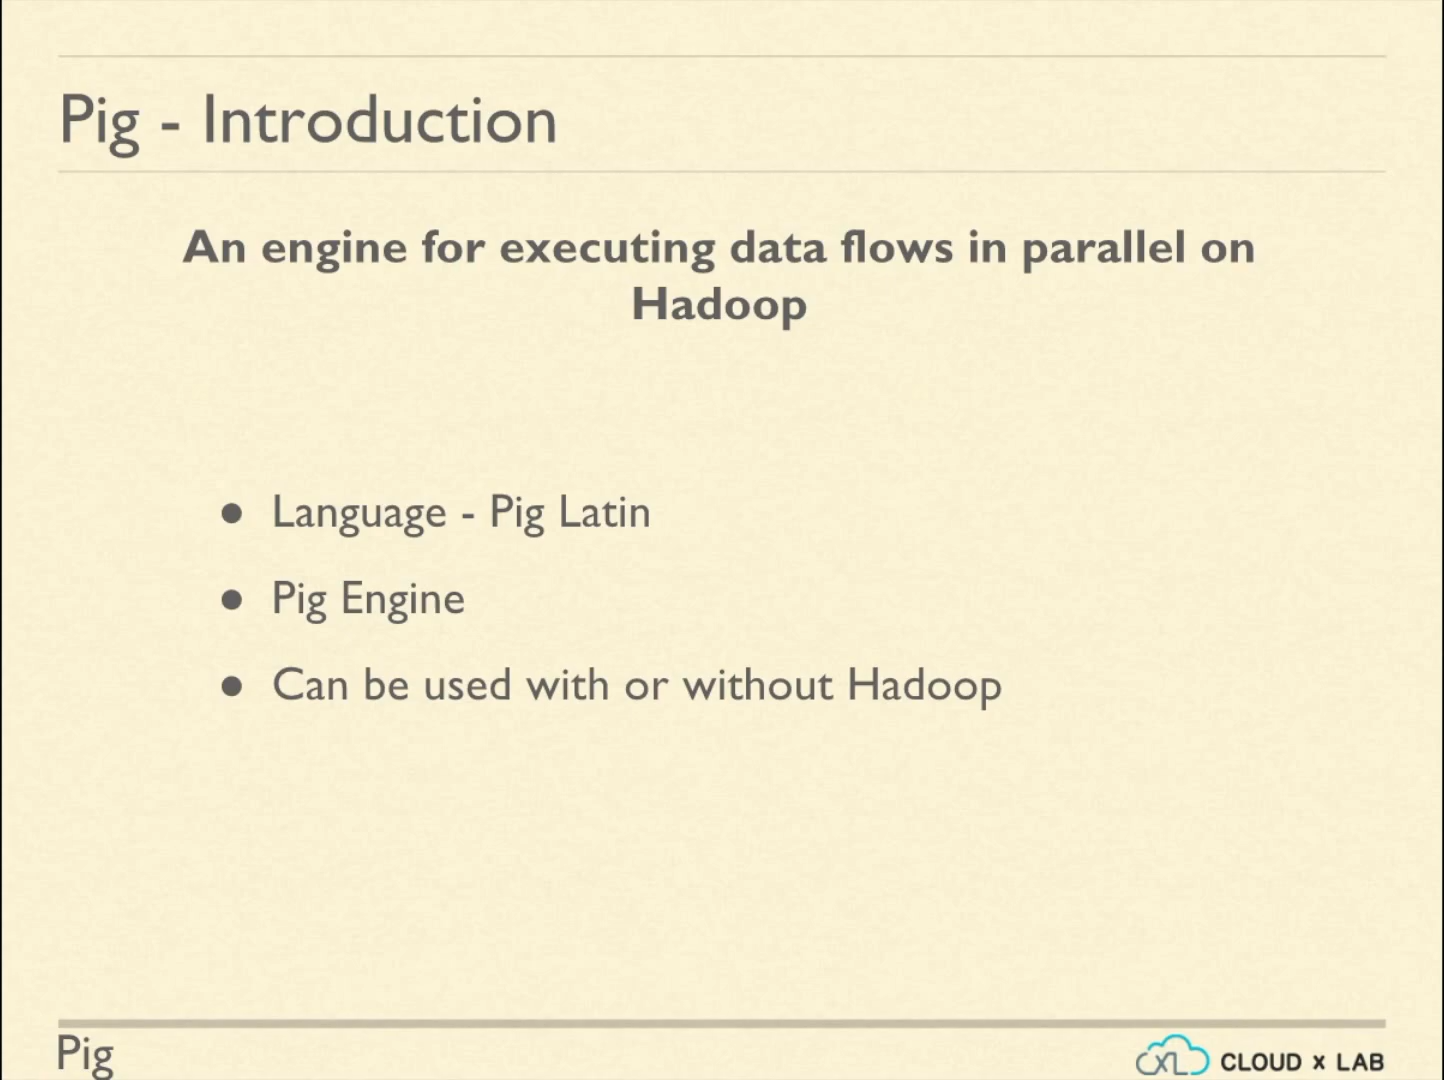 Pig - Introduction
An engine for executing data flows in parallel on
Hadoop
● Language - Pig Latin
● Pig Engine
● Can be used with or without Hadoop
Pig
CXL CLOUD x LAB